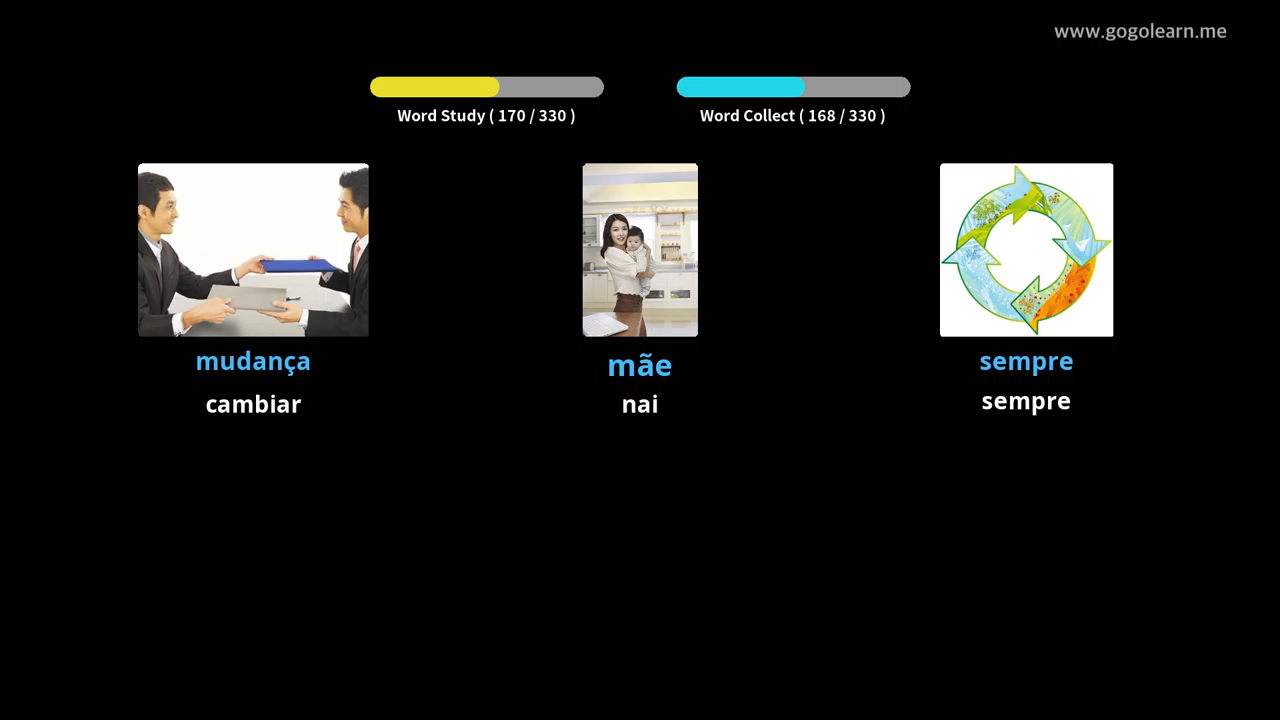 www.gogolearn.me
Word Study ( 170 / 330 )
Word Collect ( 168 / 330 )
mudança
mãe
sempre
cambiar
nai
sempre